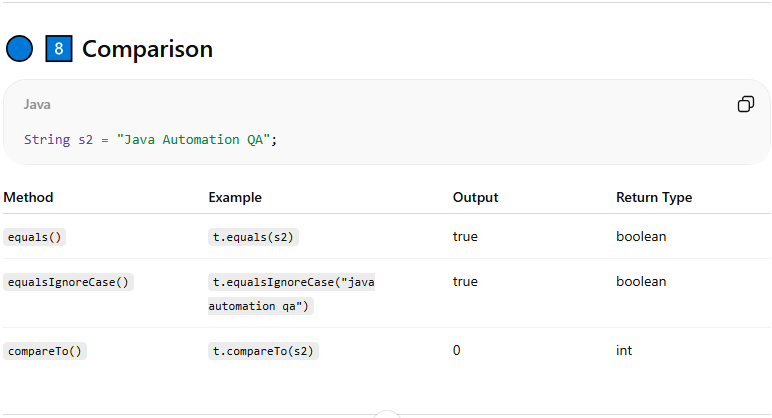 8 Comparison
Java
String s2 = "Java Automation QA";
Method Example Output Return Type
equals() t.equals(s2) true boolean
equalsIgnoreCase() t.equalsIgnoreCase("java true boolean
automation qa")
compareTo() t.compareTo(s2) 0 int